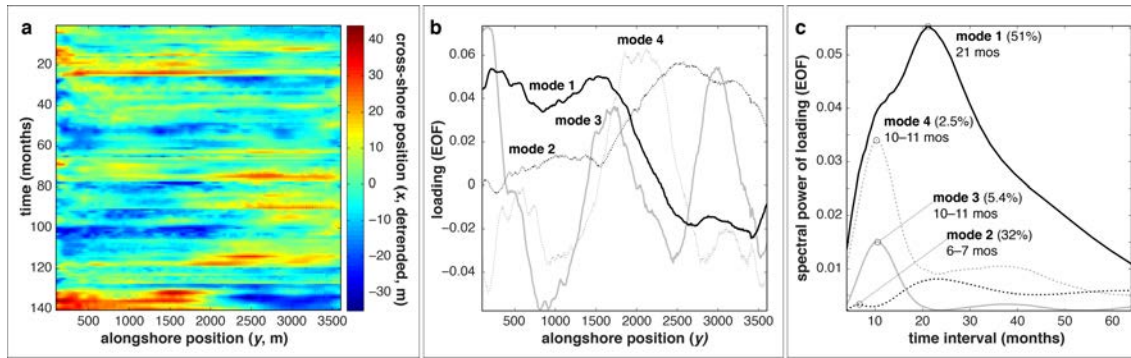 a
20
40
60
80
100
120
140
time (months)
500 1000 1500 2000 2500 3000 3500
alongshore position (y, m)
40
30
20
10
0
−10
−20
−30
cross-shore position (x, detrended, m)
b
0.06
0.04
0.02
0
−0.02
−0.04
loading (EOF)
mode 4
mode 1
mode 3
mode 2
500 1000 1500 2000 2500 3000 3500
alongshore position (y)
c
0.05
0.04
0.03
0.02
0.01
spectral power of loading (EOF)
mode 1 (51%)
21 mos
mode 4 (2.5%)
10–11 mos
mode 3 (5.4%)
10–11 mos
mode 2 (32%)
6–7 mos
10 20 30 40 50 60
time interval (months)